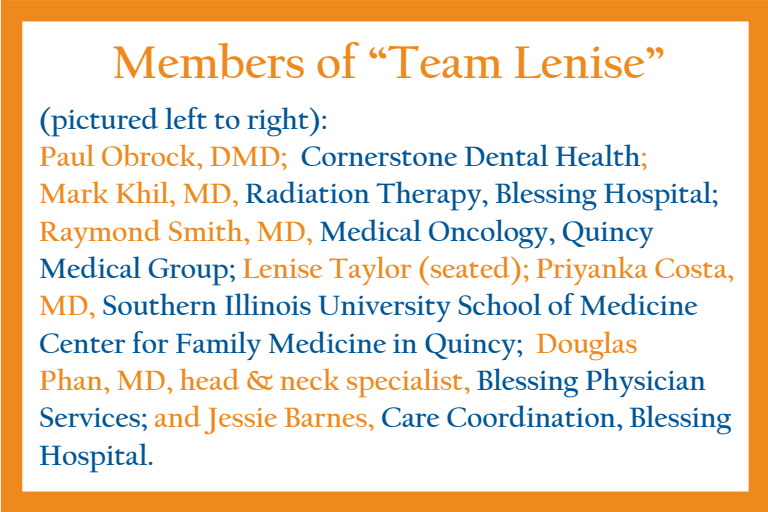 Members of “Team Lenise”
(pictured left to right):
Paul Obrock, DMD;  Cornerstone Dental Health;
Mark Khil, MD, Radiation Therapy, Blessing Hospital;
Raymond Smith, MD, Medical Oncology, Quincy
Medical Group; Lenise Taylor (seated); Priyanka Costa,
MD, Southern Illinois University School of Medicine
Center for Family Medicine in Quincy;  Douglas
Phan, MD, head & neck specialist, Blessing Physician
Services; and Jessie Barnes, Care Coordination, Blessing
Hospital.